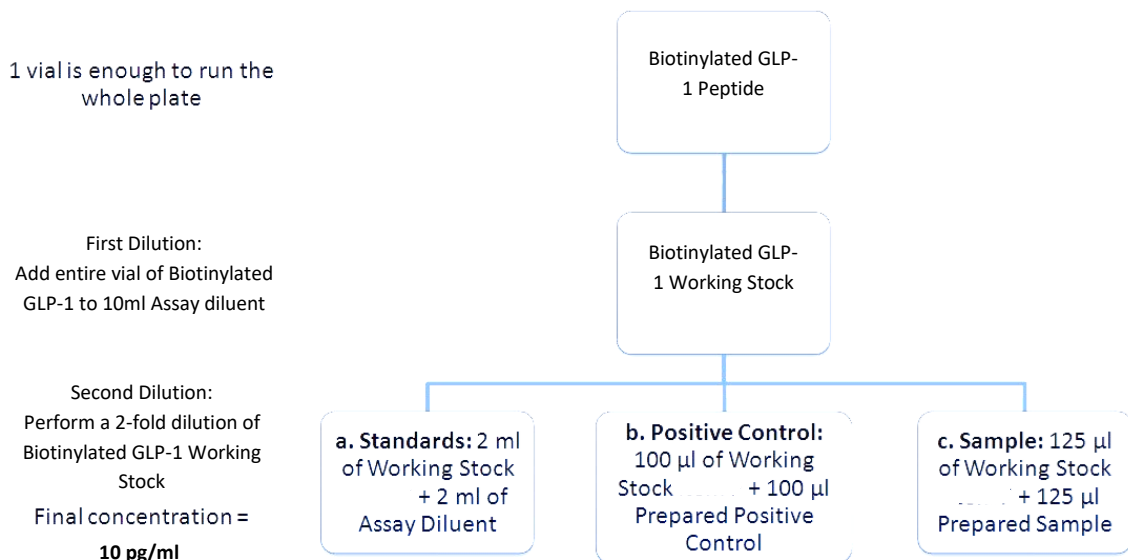 1 vial is enough to run the
whole plate
Biotinylated GLP-
1 Peptide
First Dilution:
Add entire vial of Biotinylated
GLP-1 to 10ml Assay diluent
Biotinylated GLP-
1 Working Stock
Second Dilution:
Perform a 2-fold dilution of
Biotinylated GLP-1 Working
Stock
Final concentration =
10 pg/ml
a. Standards: 2 ml
of Working Stock
+ 2 ml of
Assay Diluent
b. Positive Control:
100 µl of Working
Stock + 100 µl
Prepared Positive
Control
c. Sample: 125 µl
of Working Stock
+ 125 µl
Prepared Sample